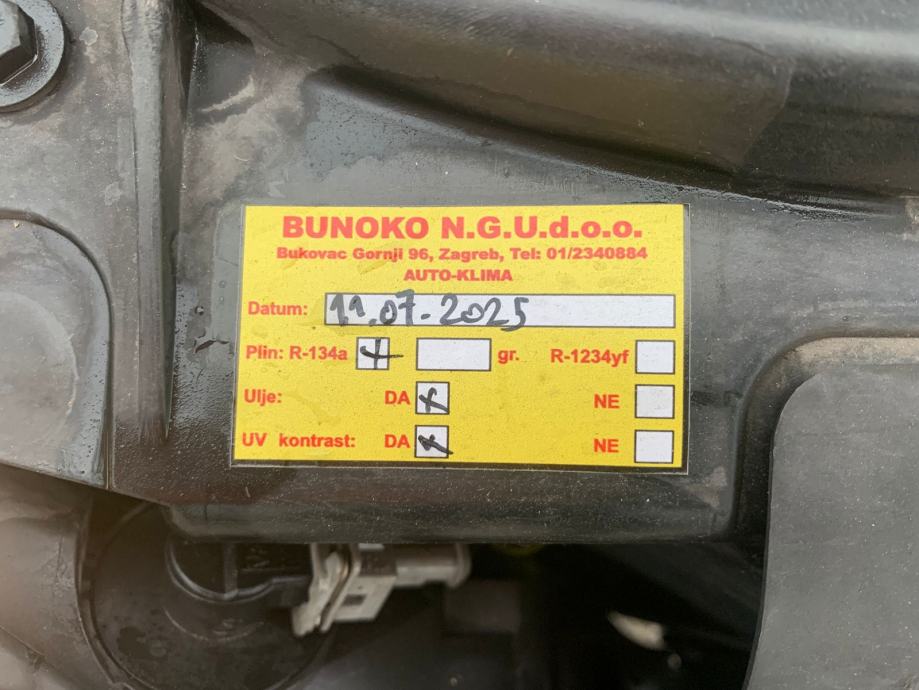 BUNOKO N.G.U.d.o.o.
Bukovac Gornji 96, Zagreb, Tel: 01/2340884
AUTO-KLIMA
Datum: 11.07.2025
Plin: R-134a gr. R-1234yf
Ulje: DA NE
UV kontrast: DA NE